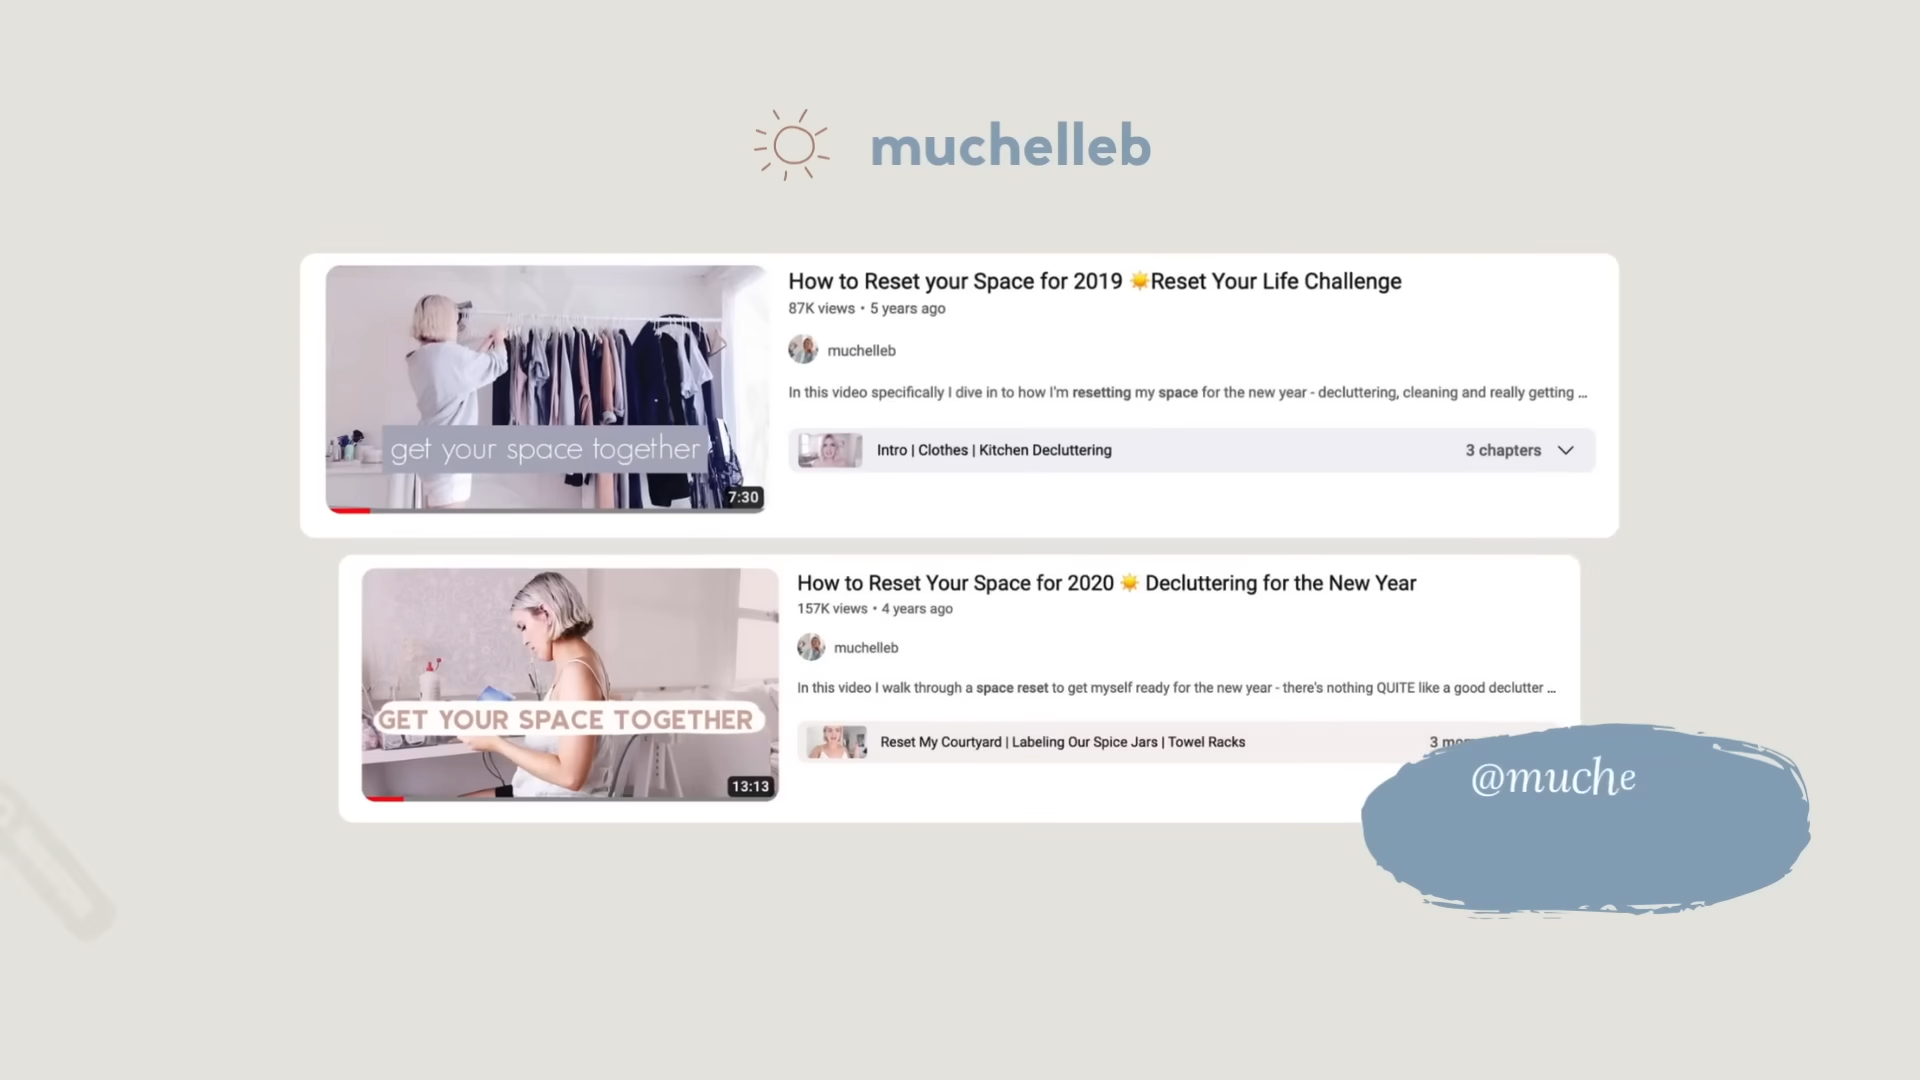 muchelleb
How to Reset your Space for 2019 ☀️Reset Your Life Challenge
87K views • 5 years ago
muchelleb
In this video specifically I dive in to how I'm resetting my space for the new year - decluttering, cleaning and really getting ...
get your space together
Intro | Clothes | Kitchen Decluttering
3 chapters
7:30
How to Reset Your Space for 2020 ☀️ Decluttering for the New Year
157K views • 4 years ago
muchelleb
In this video I walk through a space reset to get myself ready for the new year - there's nothing QUITE like a good declutter ...
GET YOUR SPACE TOGETHER
Reset My Courtyard | Labeling Our Spice Jars | Towel Racks
3
13:13
@muche